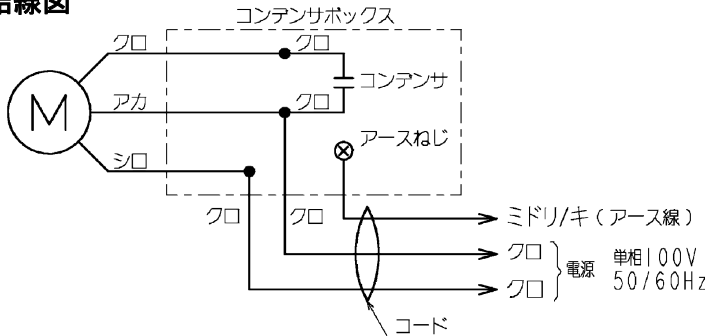 結線図
コンデンサボックス
クロ
クロ
コンデンサ
M
アカ
クロ
アースねじ
シロ
クロ
クロ
ミドリ/キ(アース線)
クロ
電源
単相100V
クロ
50/60Hz
コード